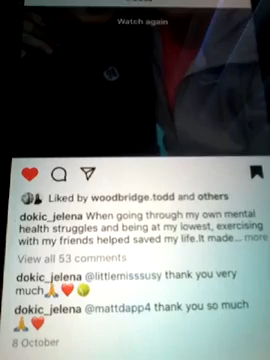 Watch again
Liked by woodbridge.todd and others
dokic_jelena When going through my own mental
health struggles and being at my lowest, exercising
with my friends helped saved my life.It made... more
View all 53 comments
dokic_jelena @littlemisssusy thank you very
much🙏❤️🎾
dokic_jelena @mattdapp4 thank you so much
🙏❤️
8 October